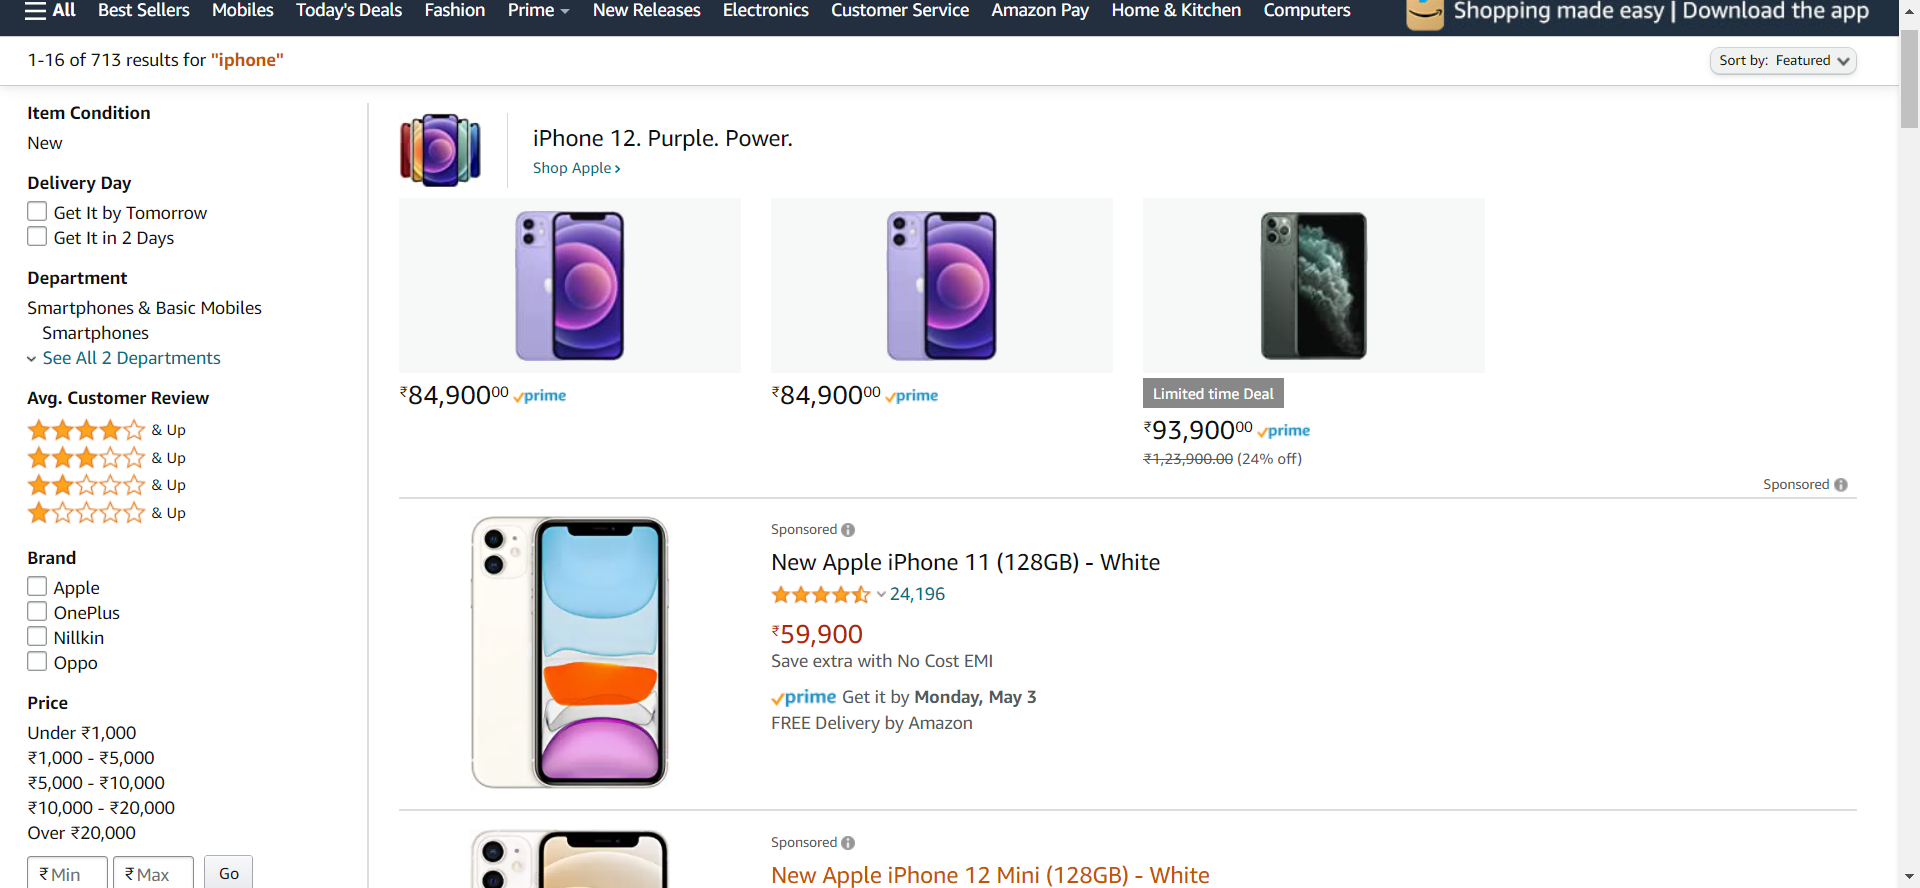 All Best Sellers Mobiles Today's Deals Fashion Prime New Releases Electronics Customer Service Amazon Pay Home & Kitchen Computers Shopping made easy | Download the app
1-16 of 713 results for "iphone"
Sort by: Featured
Item Condition
New
Delivery Day
Get It by Tomorrow
Get It in 2 Days
Department
Smartphones & Basic Mobiles
Smartphones
See All 2 Departments
Avg. Customer Review
& Up
& Up
& Up
& Up
Brand
Apple
OnePlus
Nillkin
Oppo
Price
Under ₹1,000
₹1,000 - ₹5,000
₹5,000 - ₹10,000
₹10,000 - ₹20,000
Over ₹20,000
₹ Min ₹ Max Go
iPhone 12. Purple. Power.
Shop Apple ›
₹84,900⁰⁰ prime
₹84,900⁰⁰ prime
Limited time Deal
₹93,900⁰⁰ prime
₹1,23,900.00 (24% off)
Sponsored
Sponsored
New Apple iPhone 11 (128GB) - White
24,196
₹59,900
Save extra with No Cost EMI
prime Get it by Monday, May 3
FREE Delivery by Amazon
Sponsored
New Apple iPhone 12 Mini (128GB) - White